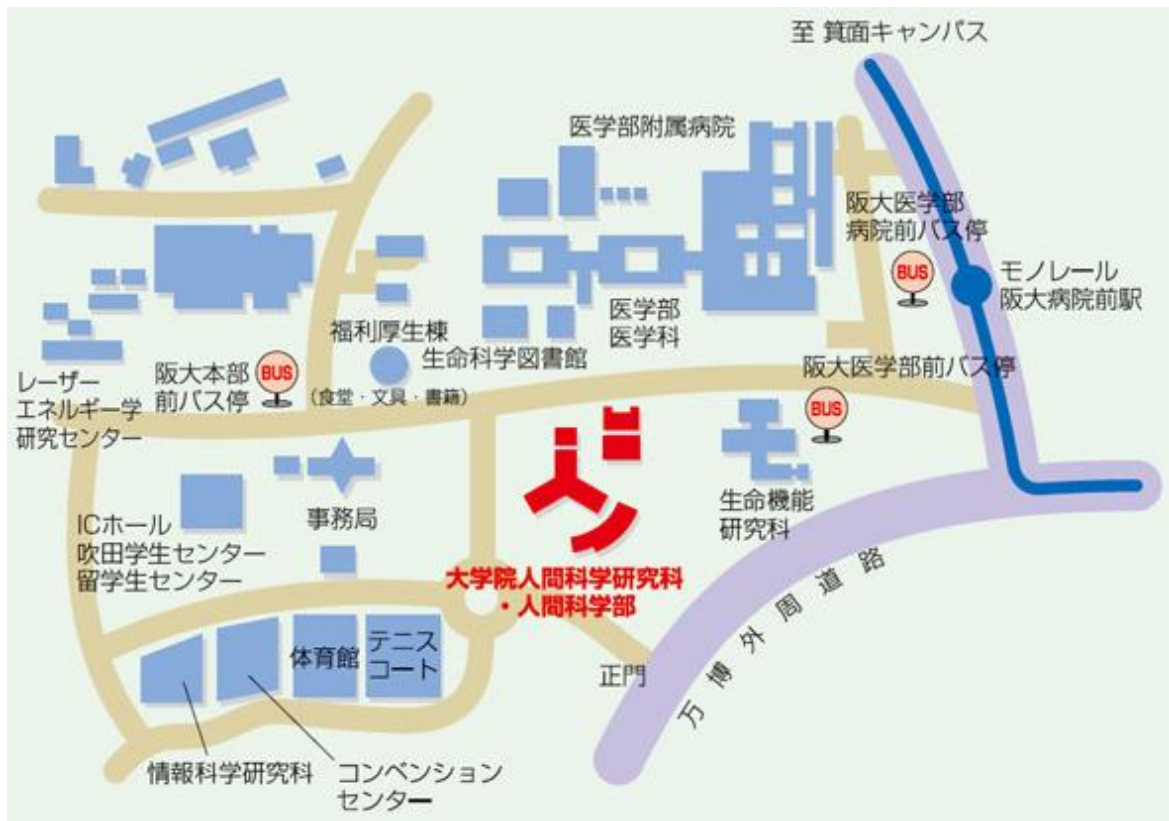 至 箕面キャンパス
医学部附属病院
阪大医学部
病院前バス停
BUS
モノレール
阪大病院前駅
医学部
医学科
福利厚生棟
生命科学図書館
(食堂・文具・書籍)
阪大医学部前バス停
BUS
レーザー
エネルギー学
研究センター
阪大本部
前バス停
BUS
事務局
生命機能
研究科
ICホール
吹田学生センター
留学生センター
大学院人間科学研究科
・人間科学部
体育館
テニス
コート
正門
万博外周道路
情報科学研究科
コンベンション
センター